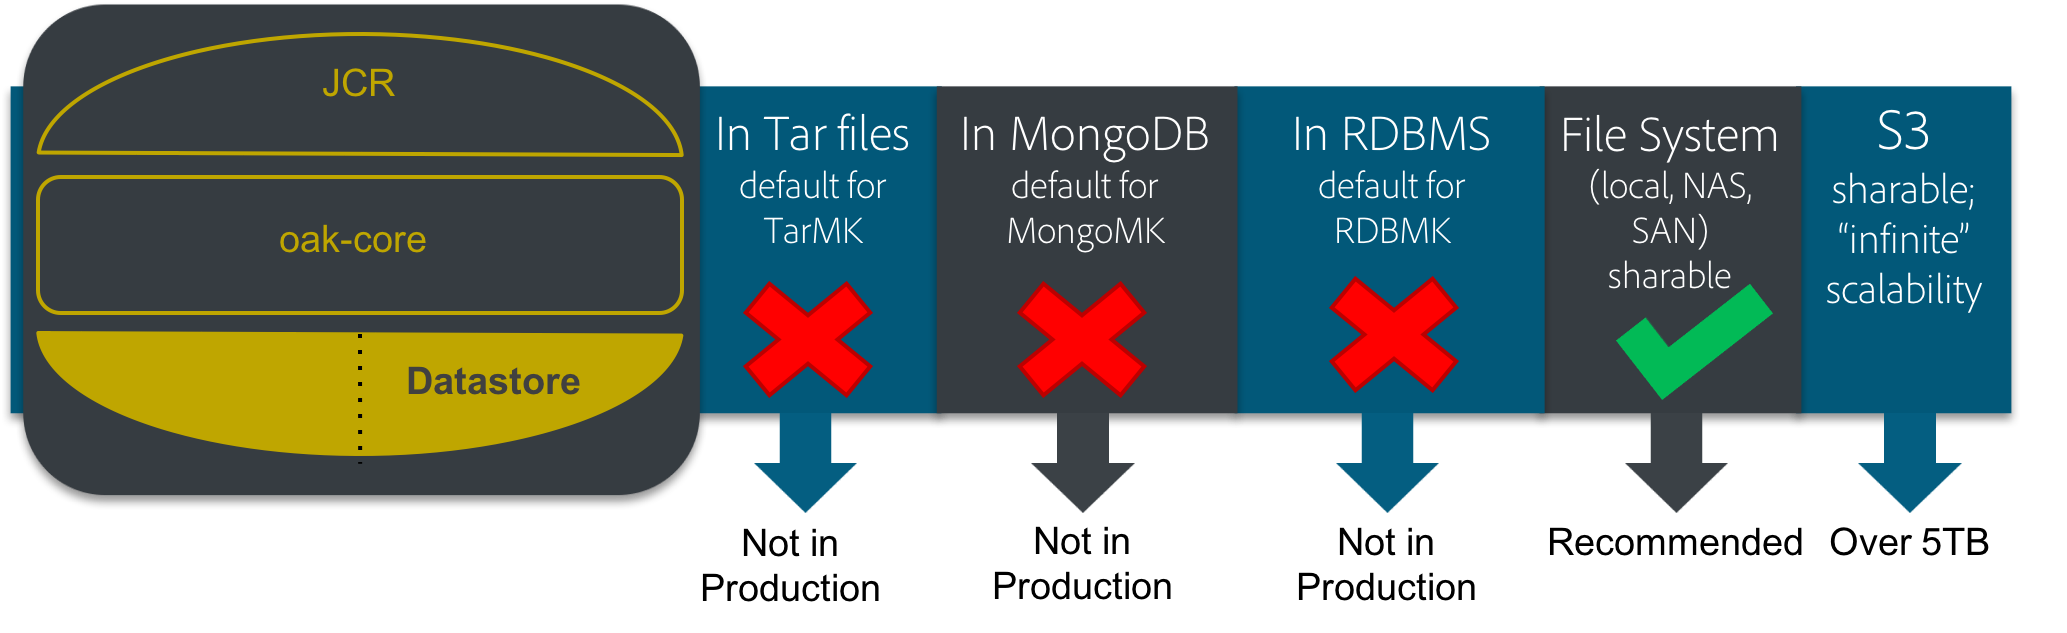 JCR
oak-core
Datastore
In Tar files
default for
TarMK
Not in
Production
In MongoDB
default for
MongoMK
Not in
Production
In RDBMS
default for
RDBMK
Not in
Production
File System
(local, NAS,
SAN)
sharable
Recommended
S3
sharable;
“infinite”
scalability
Over 5TB